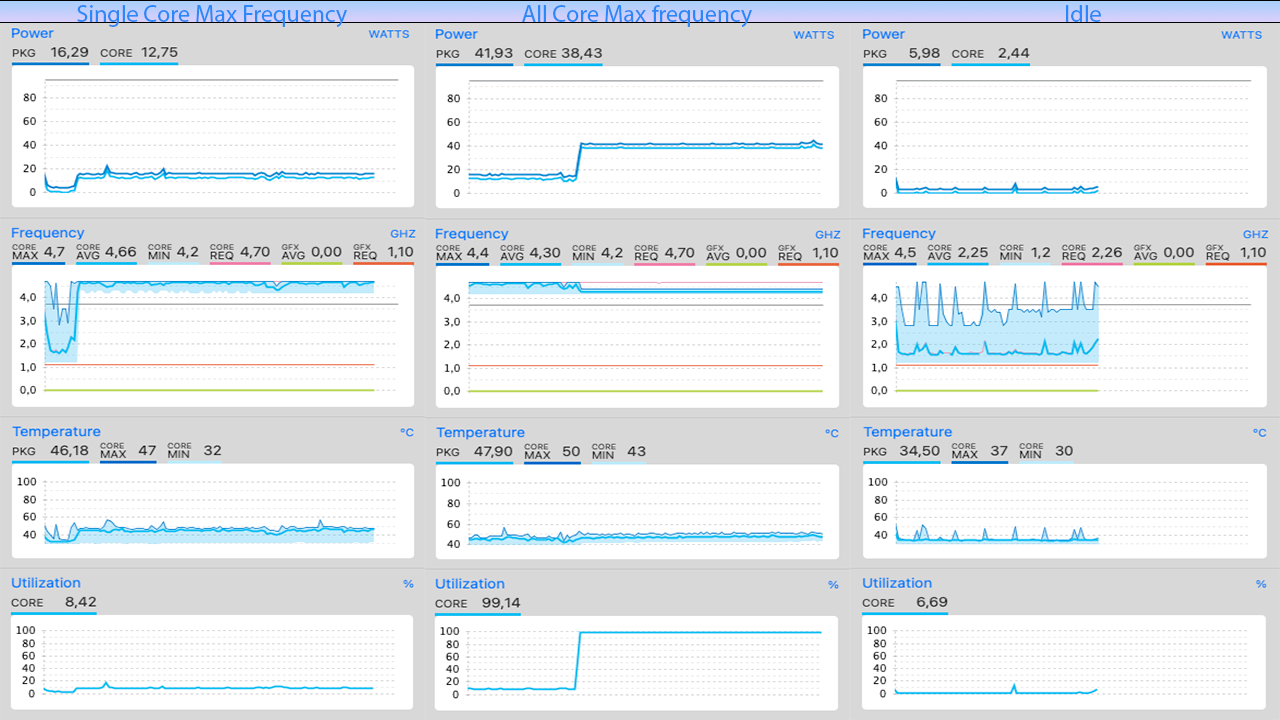 Single Core Max Frequency
Power WATTS
PKG 16,29 CORE 12,75
80
60
40
20
0
Frequency GHZ
CORE MAX 4,7 CORE AVG 4,66 CORE MIN 4,2 CORE REQ 4,70 GFX AVG 0,00 GFX REQ 1,10
4,0
3,0
2,0
1,0
0,0
Temperature °C
PKG 46,18 CORE MAX 47 CORE MIN 32
100
80
60
40
Utilization %
CORE 8,42
100
80
60
40
20
0
All Core Max frequency
Power WATTS
PKG 41,93 CORE 38,43
80
60
40
20
0
Frequency GHZ
CORE MAX 4,4 CORE AVG 4,30 CORE MIN 4,2 CORE REQ 4,70 GFX AVG 0,00 GFX REQ 1,10
4,0
3,0
2,0
1,0
0,0
Temperature °C
PKG 47,90 CORE MAX 50 CORE MIN 43
100
80
60
40
Utilization %
CORE 99,14
100
80
60
40
20
0
Idle
Power WATTS
PKG 5,98 CORE 2,44
80
60
40
20
0
Frequency GHZ
CORE MAX 4,5 CORE AVG 2,25 CORE MIN 1,2 CORE REQ 2,26 GFX AVG 0,00 GFX REQ 1,10
4,0
3,0
2,0
1,0
0,0
Temperature °C
PKG 34,50 CORE MAX 37 CORE MIN 30
100
80
60
40
Utilization %
CORE 6,69
100
80
60
40
20
0